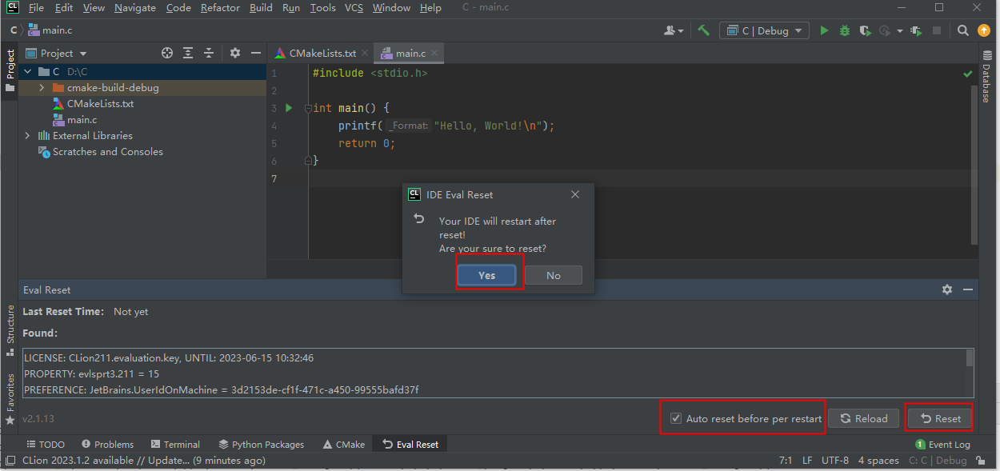 CL File Edit View Navigate Code Refactor Build Run Tools VCS Window Help C - main.c
C main.c C | Debug
Project Project CMakeLists.txt main.c
C D:\C
cmake-build-debug
CMakeLists.txt
main.c
External Libraries
Scratches and Consoles
1 #include <stdio.h>
2
3 int main() {
4 printf( _Format: "Hello, World!\n");
5 return 0;
6 }
7
Database
CL IDE Eval Reset
Your IDE will restart after
reset!
Are your sure to reset?
Yes No
Eval Reset
Last Reset Time: Not yet
Found:
LICENSE: CLion211.evaluation.key, UNTIL: 2023-06-15 10:32:46
PROPERTY: evlsprt3.211 = 15
PREFERENCE: JetBrains.UserIdOnMachine = 3d2153de-cf1f-471c-a450-99555bafd37f
Structure
Favorites
v2.1.13 Auto reset before per restart Reload Reset
TODO Problems Terminal Python Packages CMake Eval Reset 1 Event Log
CLion 2023.1.2 available // Update... (9 minutes ago) 7:1 LF UTF-8 4 spaces C: C | Debug